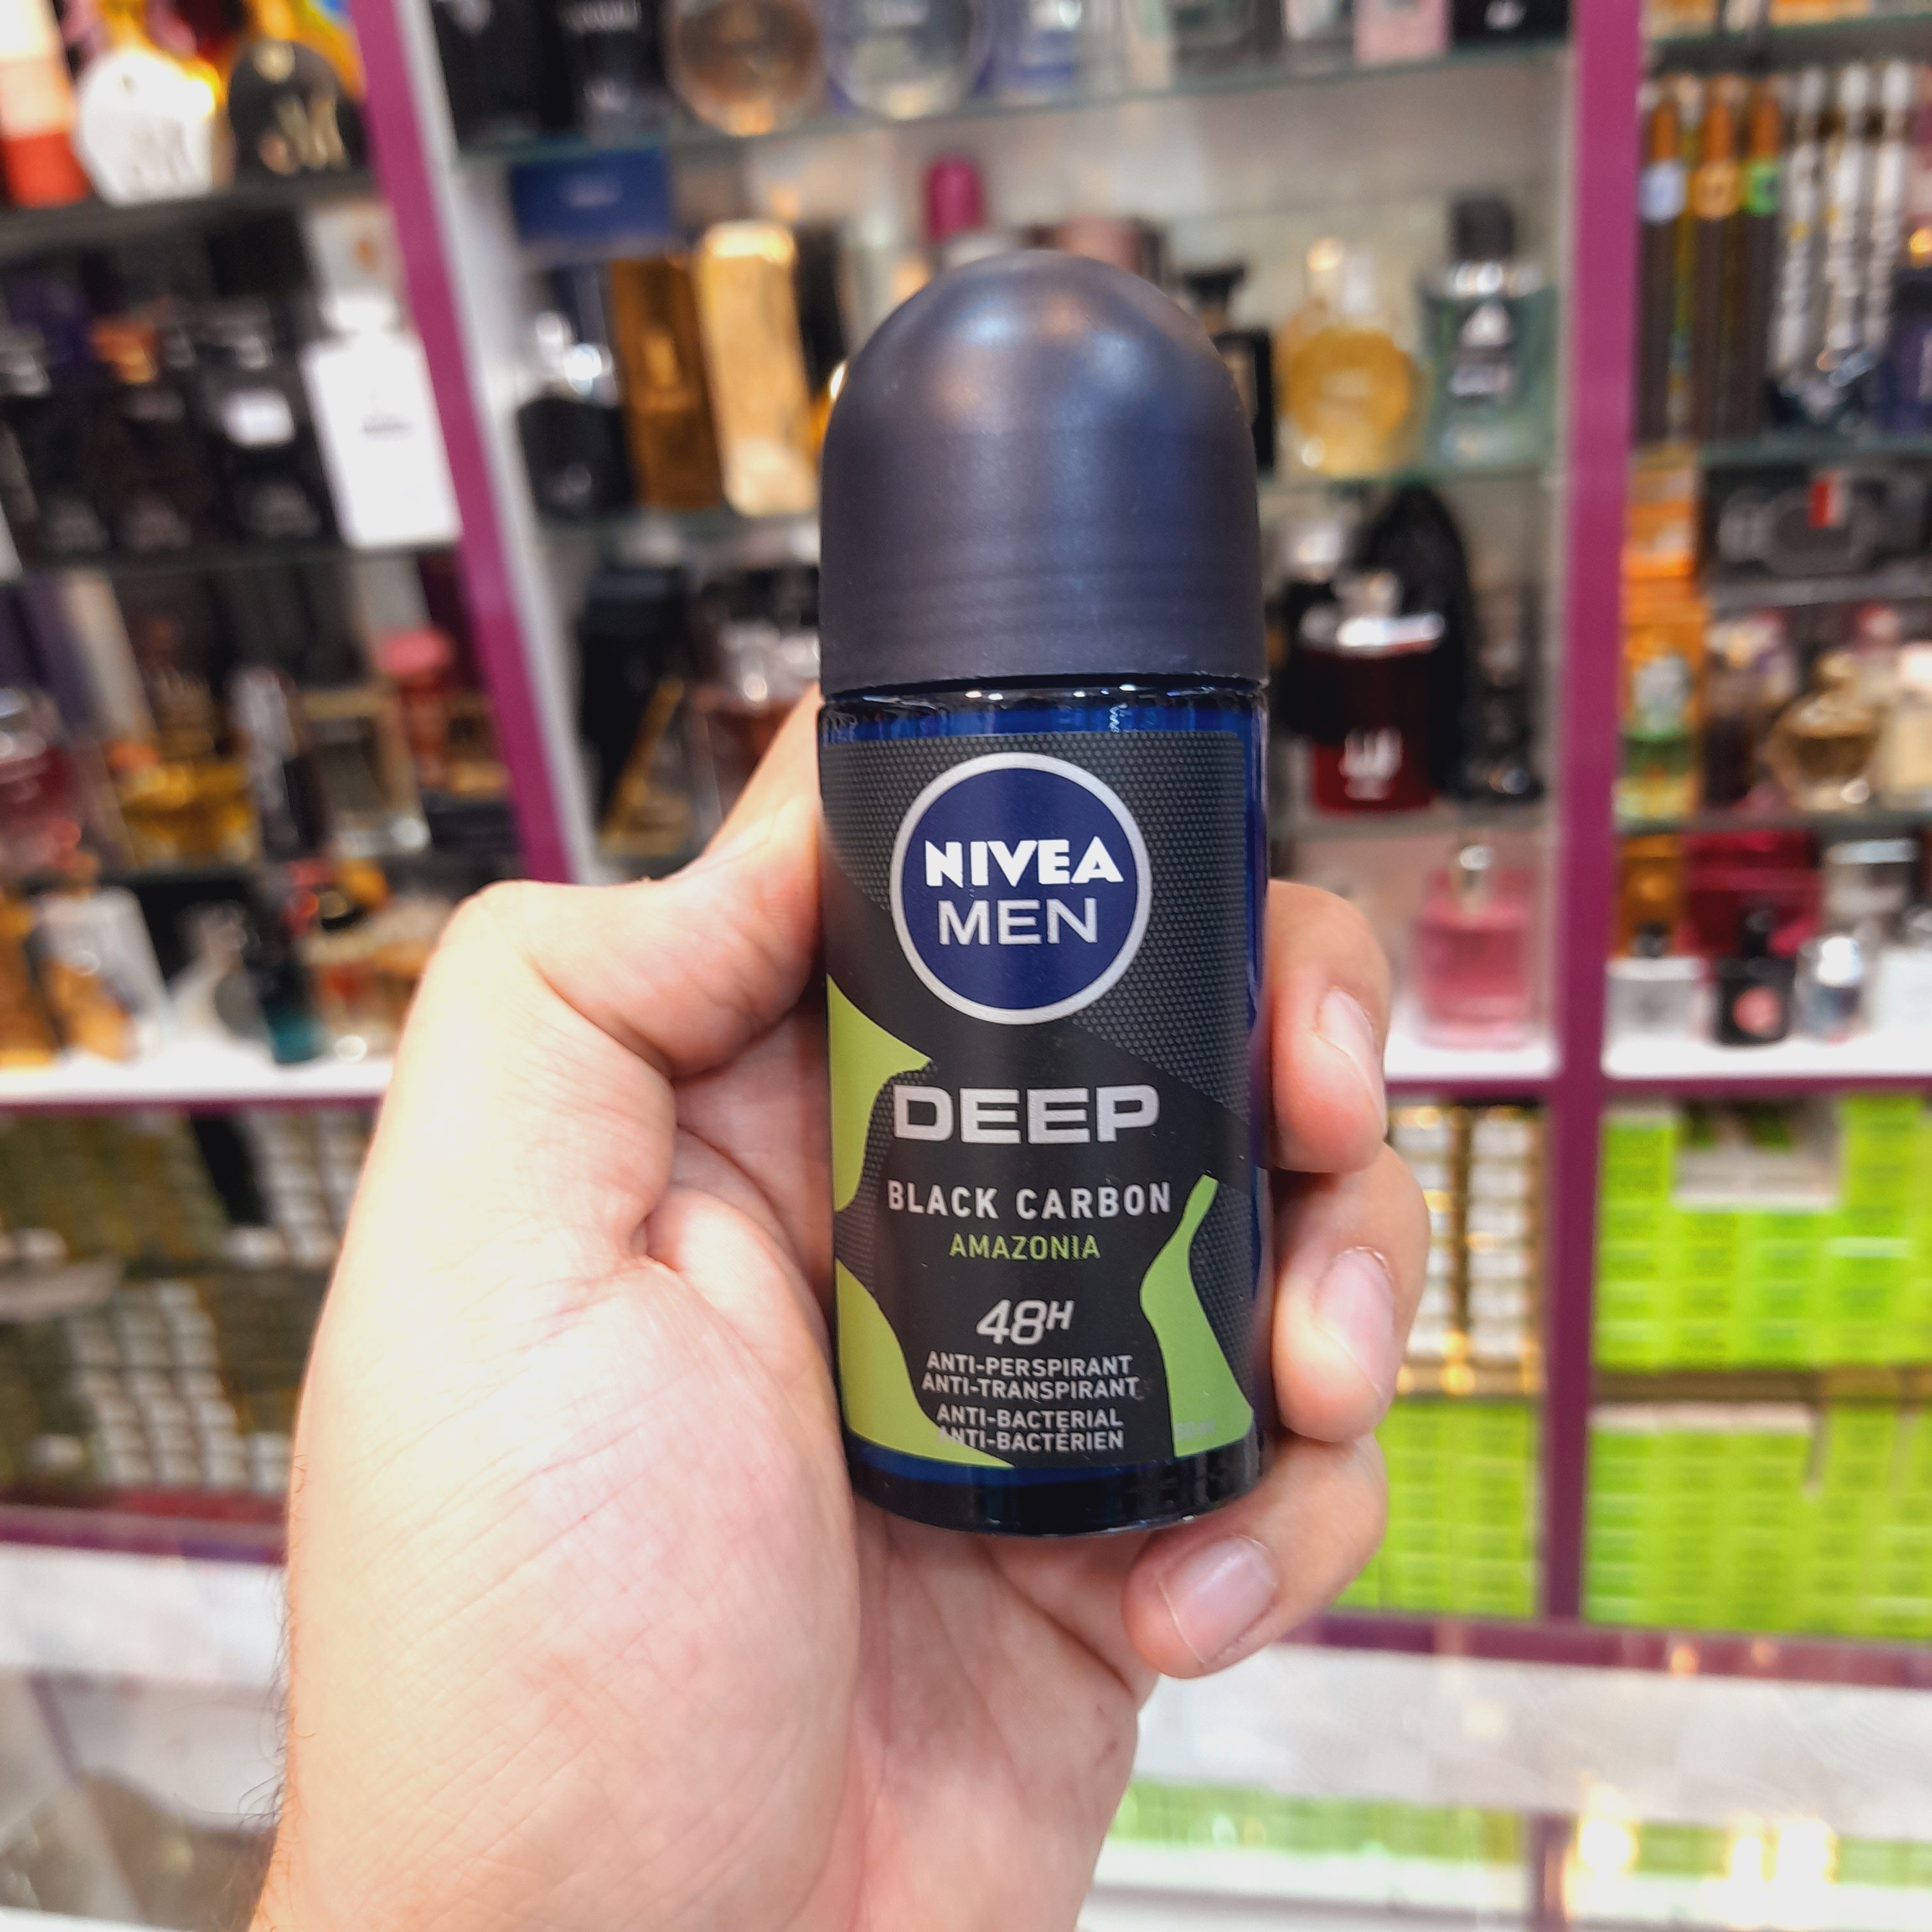 NIVEA
MEN
DEEP
BLACK CARBON
AMAZONIA
48H
ANTI-PERSPIRANT
ANTI-TRANSPIRANT
ANTI-BACTERIAL
ANTI-BACTÉRIEN